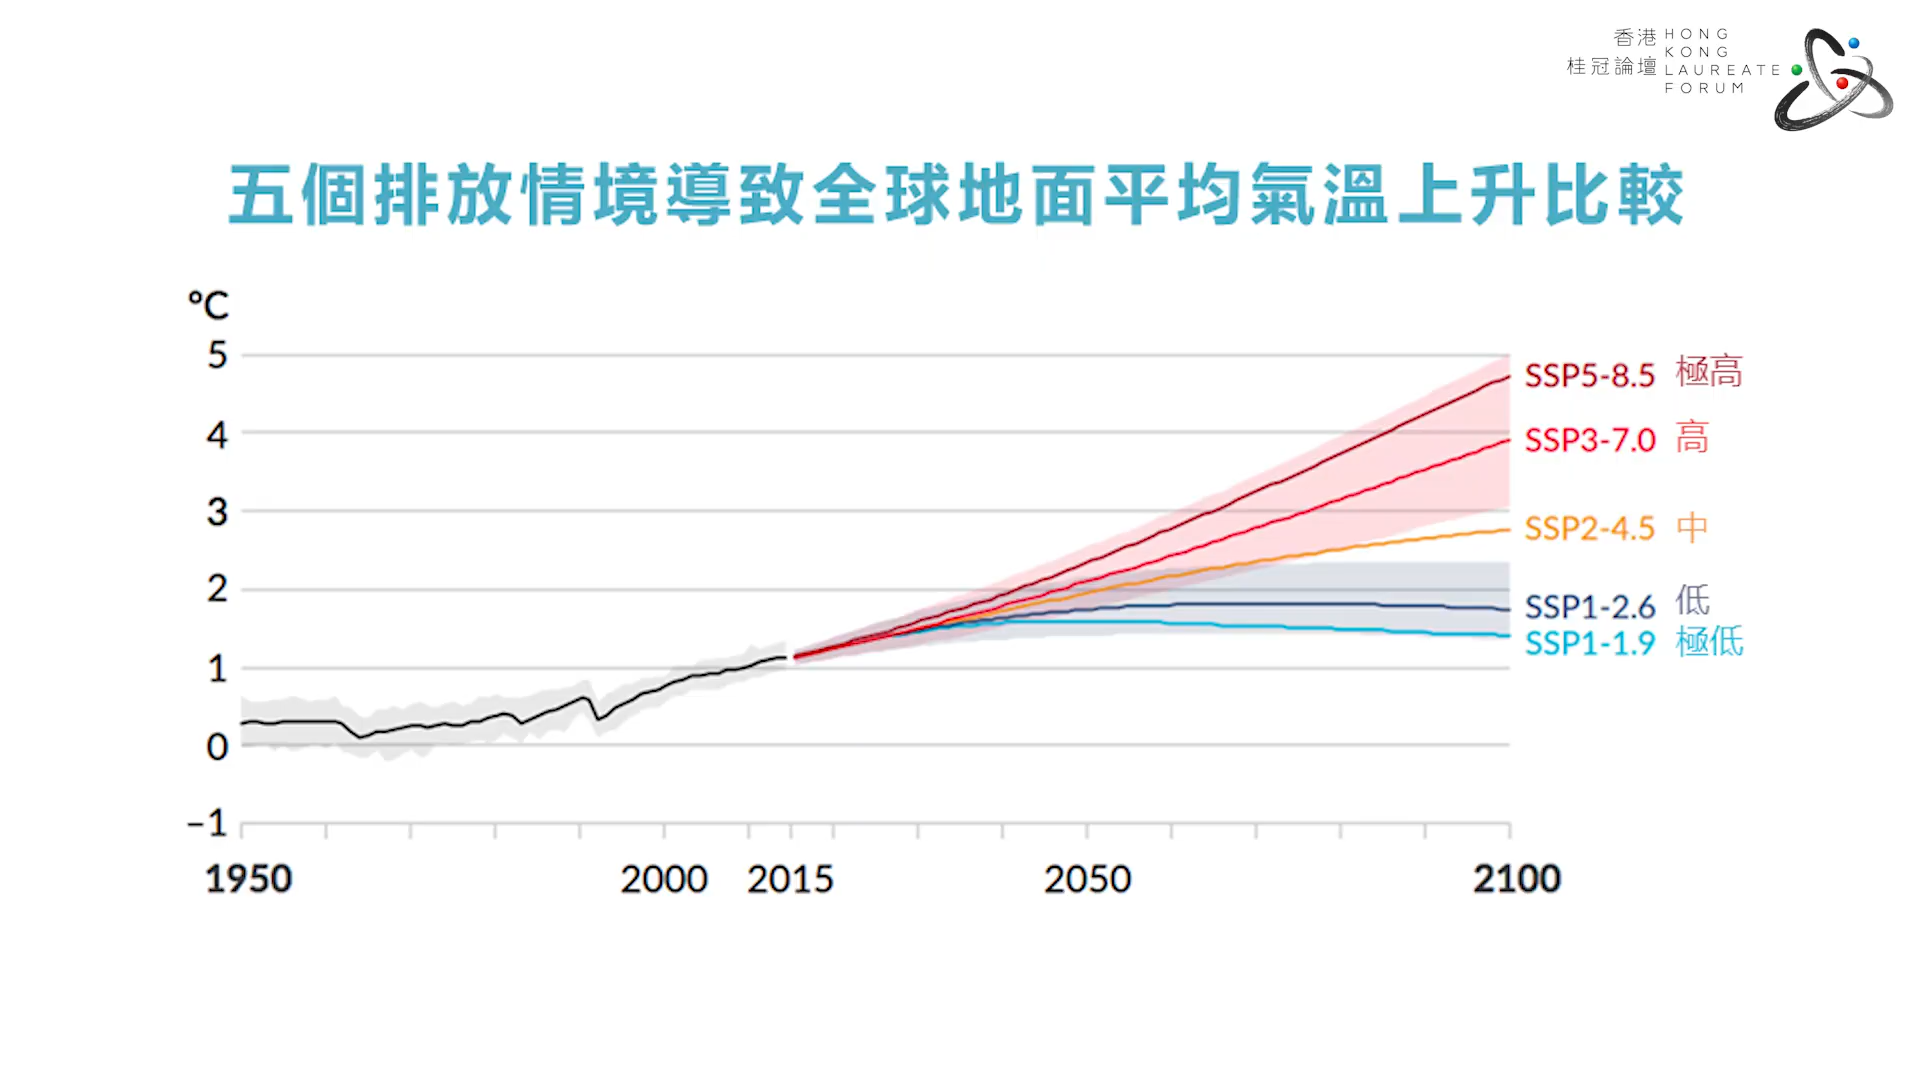 香港 HONG
KONG
桂冠論壇 LAUREATE
FORUM
五個排放情境導致全球地面平均氣溫上升比較
°C
5
SSP5-8.5 極高
4
SSP3-7.0 高
3
SSP2-4.5 中
2
SSP1-2.6 低
SSP1-1.9 極低
1
0
–1
1950 2000 2015 2050 2100